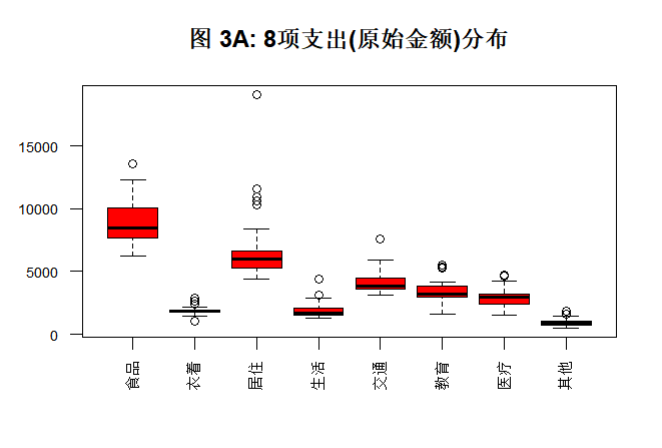 图 3A: 8项支出(原始金额)分布
15000
10000
5000
0
食品
衣着
居住
生活
交通
教育
医疗
其他